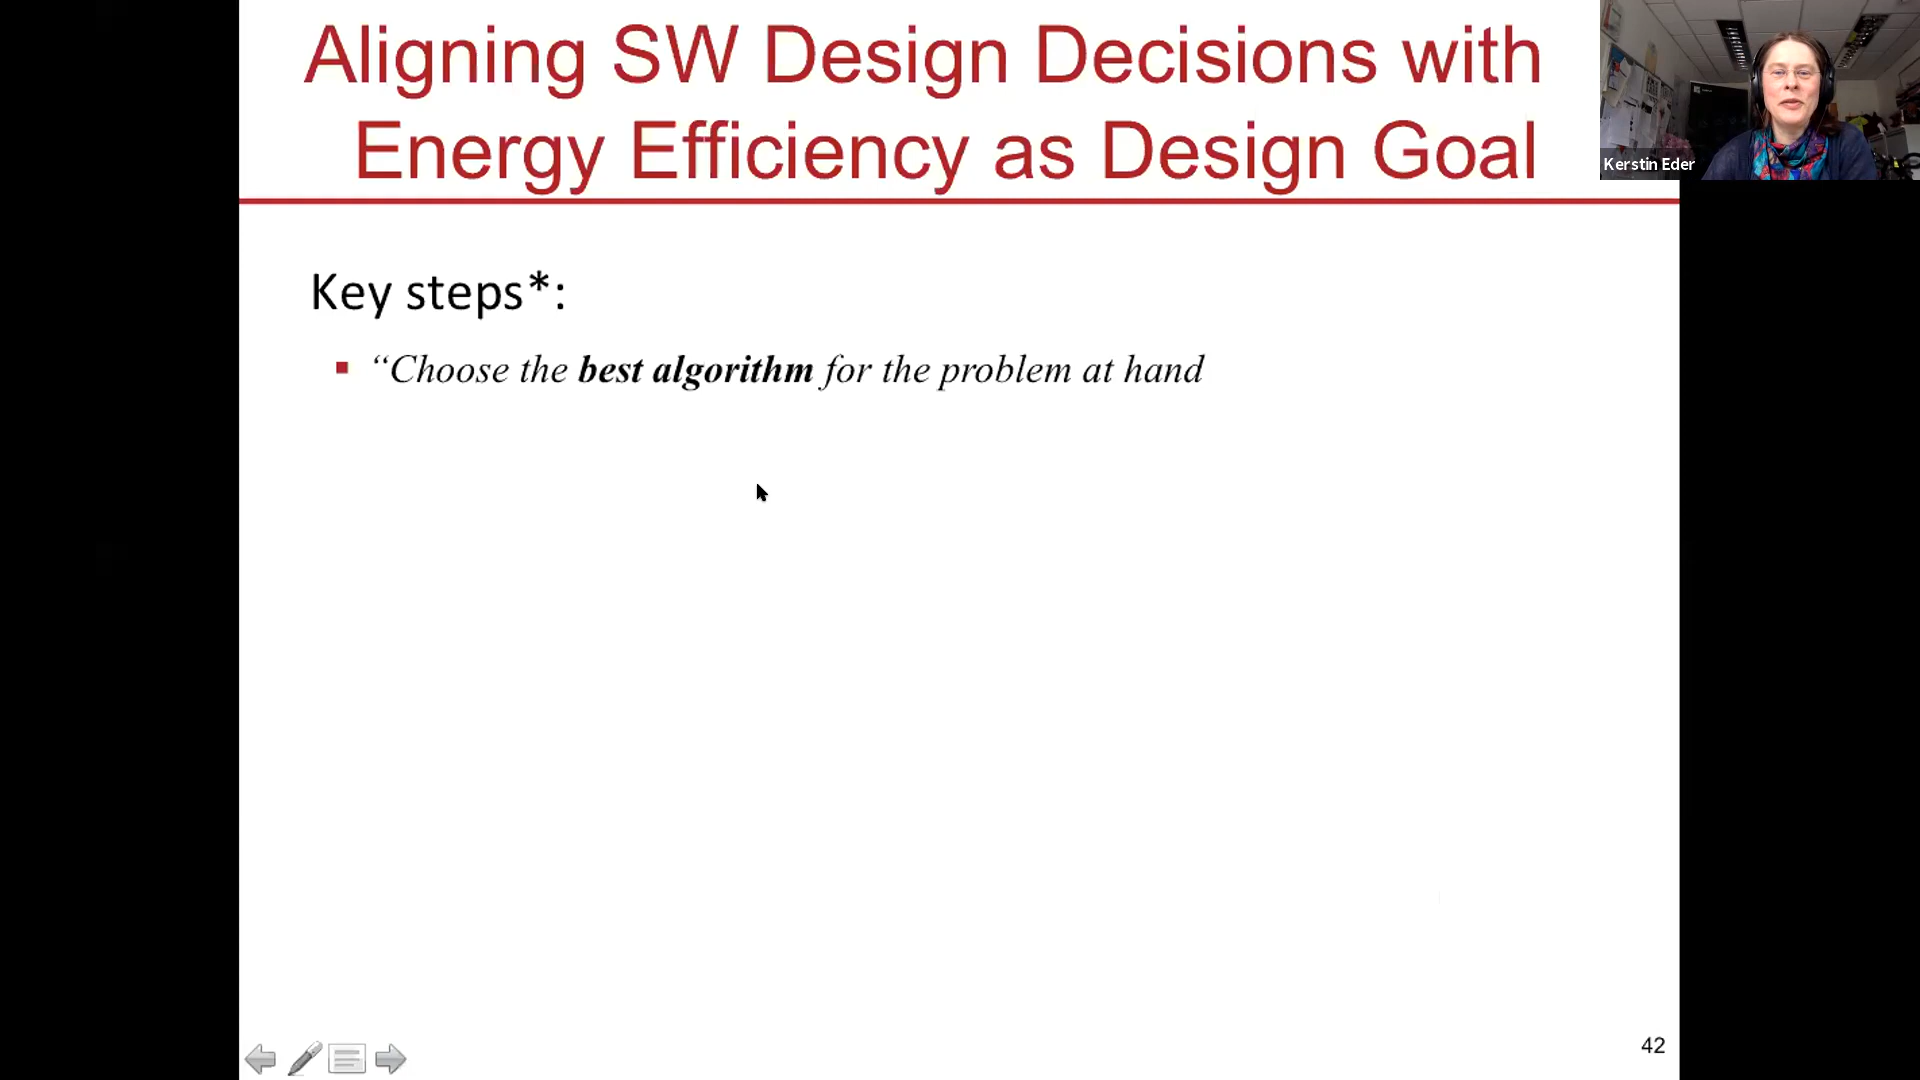 Aligning SW Design Decisions with
Energy Efficiency as Design Goal
Kerstin Eder
Key steps*:
“Choose the best algorithm for the problem at hand
42